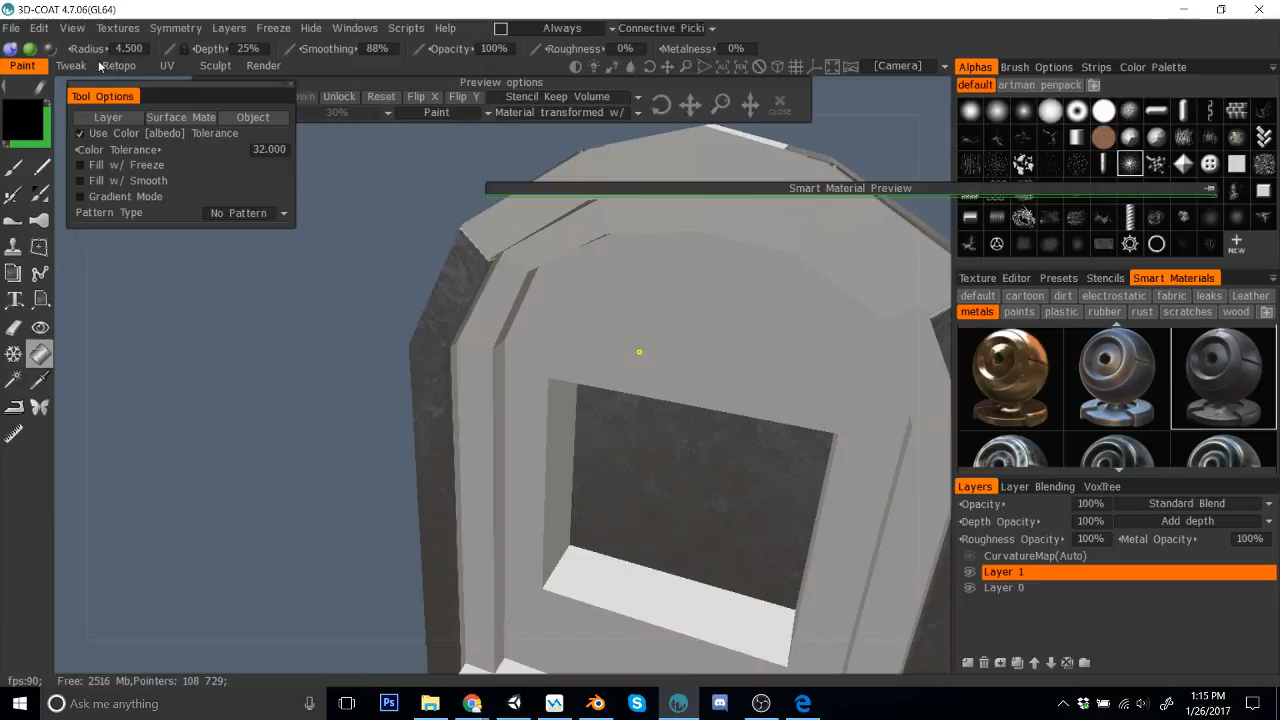 3D-COAT 4.7.06(GL64)
File Edit View Textures Symmetry Layers Freeze Hide Windows Scripts Help Always Connective Picki
Radius 4.500 Depth 25% Smoothing 88% Opacity 100% Roughness 0% Metalness 0%
Paint Tweak Retopo UV Sculpt Render [Camera]
Alphas Brush Options Strips Color Palette
default artman penpack
Preview options
Unlock Reset Flip X Flip Y Stencil Keep Volume
30% Paint Material transformed w/ CLOSE
Tool Options
Layer Surface Mate Object
Use Color [albedo] Tolerance
Color Tolerance 32.000
Fill w/ Freeze
Fill w/ Smooth
Gradient Mode
Pattern Type No Pattern
Smart Material Preview
NEW
Texture Editor Presets Stencils Smart Materials
default cartoon dirt electrostatic fabric leaks Leather
metals paints plastic rubber rust scratches wood
Layers Layer Blending VoxTree
Opacity 100% Standard Blend
Depth Opacity 100% Add depth
Roughness Opacity 100% Metal Opacity 100%
CurvatureMap(Auto)
Layer 1
Layer 0
fps:90; Free: 2516 Mb,Pointers: 108 729;
Ask me anything
Ps
1:15 PM
1/26/2017